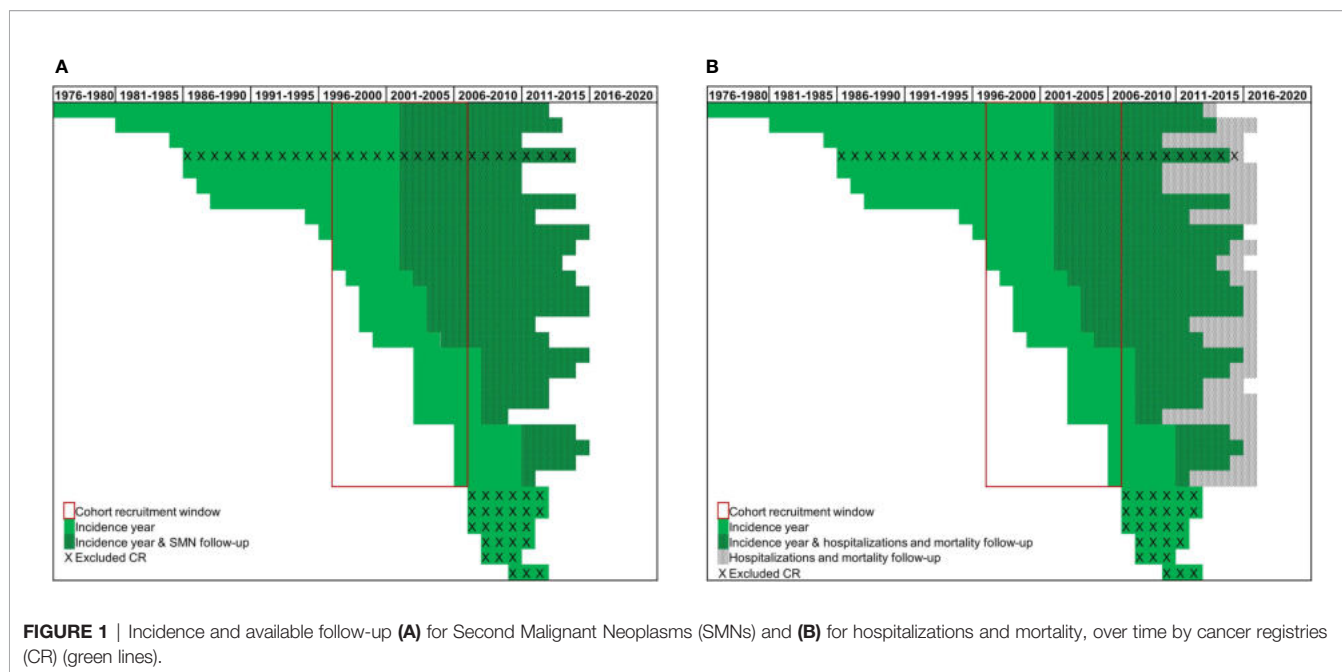 A
1976-1980 1981-1985 1986-1990 1991-1995 1996-2000 2001-2005 2006-2010 2011-2015 2016-2020
X X X X X X X X X X X X X X X X X X X X X X X X X X X X X
Cohort recruitment window
Incidence year
Incidence year & SMN follow-up
X Excluded CR
X X X X X X
X X X X X X
X X X X X
X X X X
X X X
X X X
B
1976-1980 1981-1985 1986-1990 1991-1995 1996-2000 2001-2005 2006-2010 2011-2015 2016-2020
X X X X X X X X X X X X X X X X X X X X X X X X X X X X X X
Cohort recruitment window
Incidence year
Incidence year & hospitalizations and mortality follow-up
Hospitalizations and mortality follow-up
X Excluded CR
X X X X X X
X X X X X X
X X X X X
X X X X
X X X
X X X
FIGURE 1 | Incidence and available follow-up (A) for Second Malignant Neoplasms (SMNs) and (B) for hospitalizations and mortality, over time by cancer registries
(CR) (green lines).